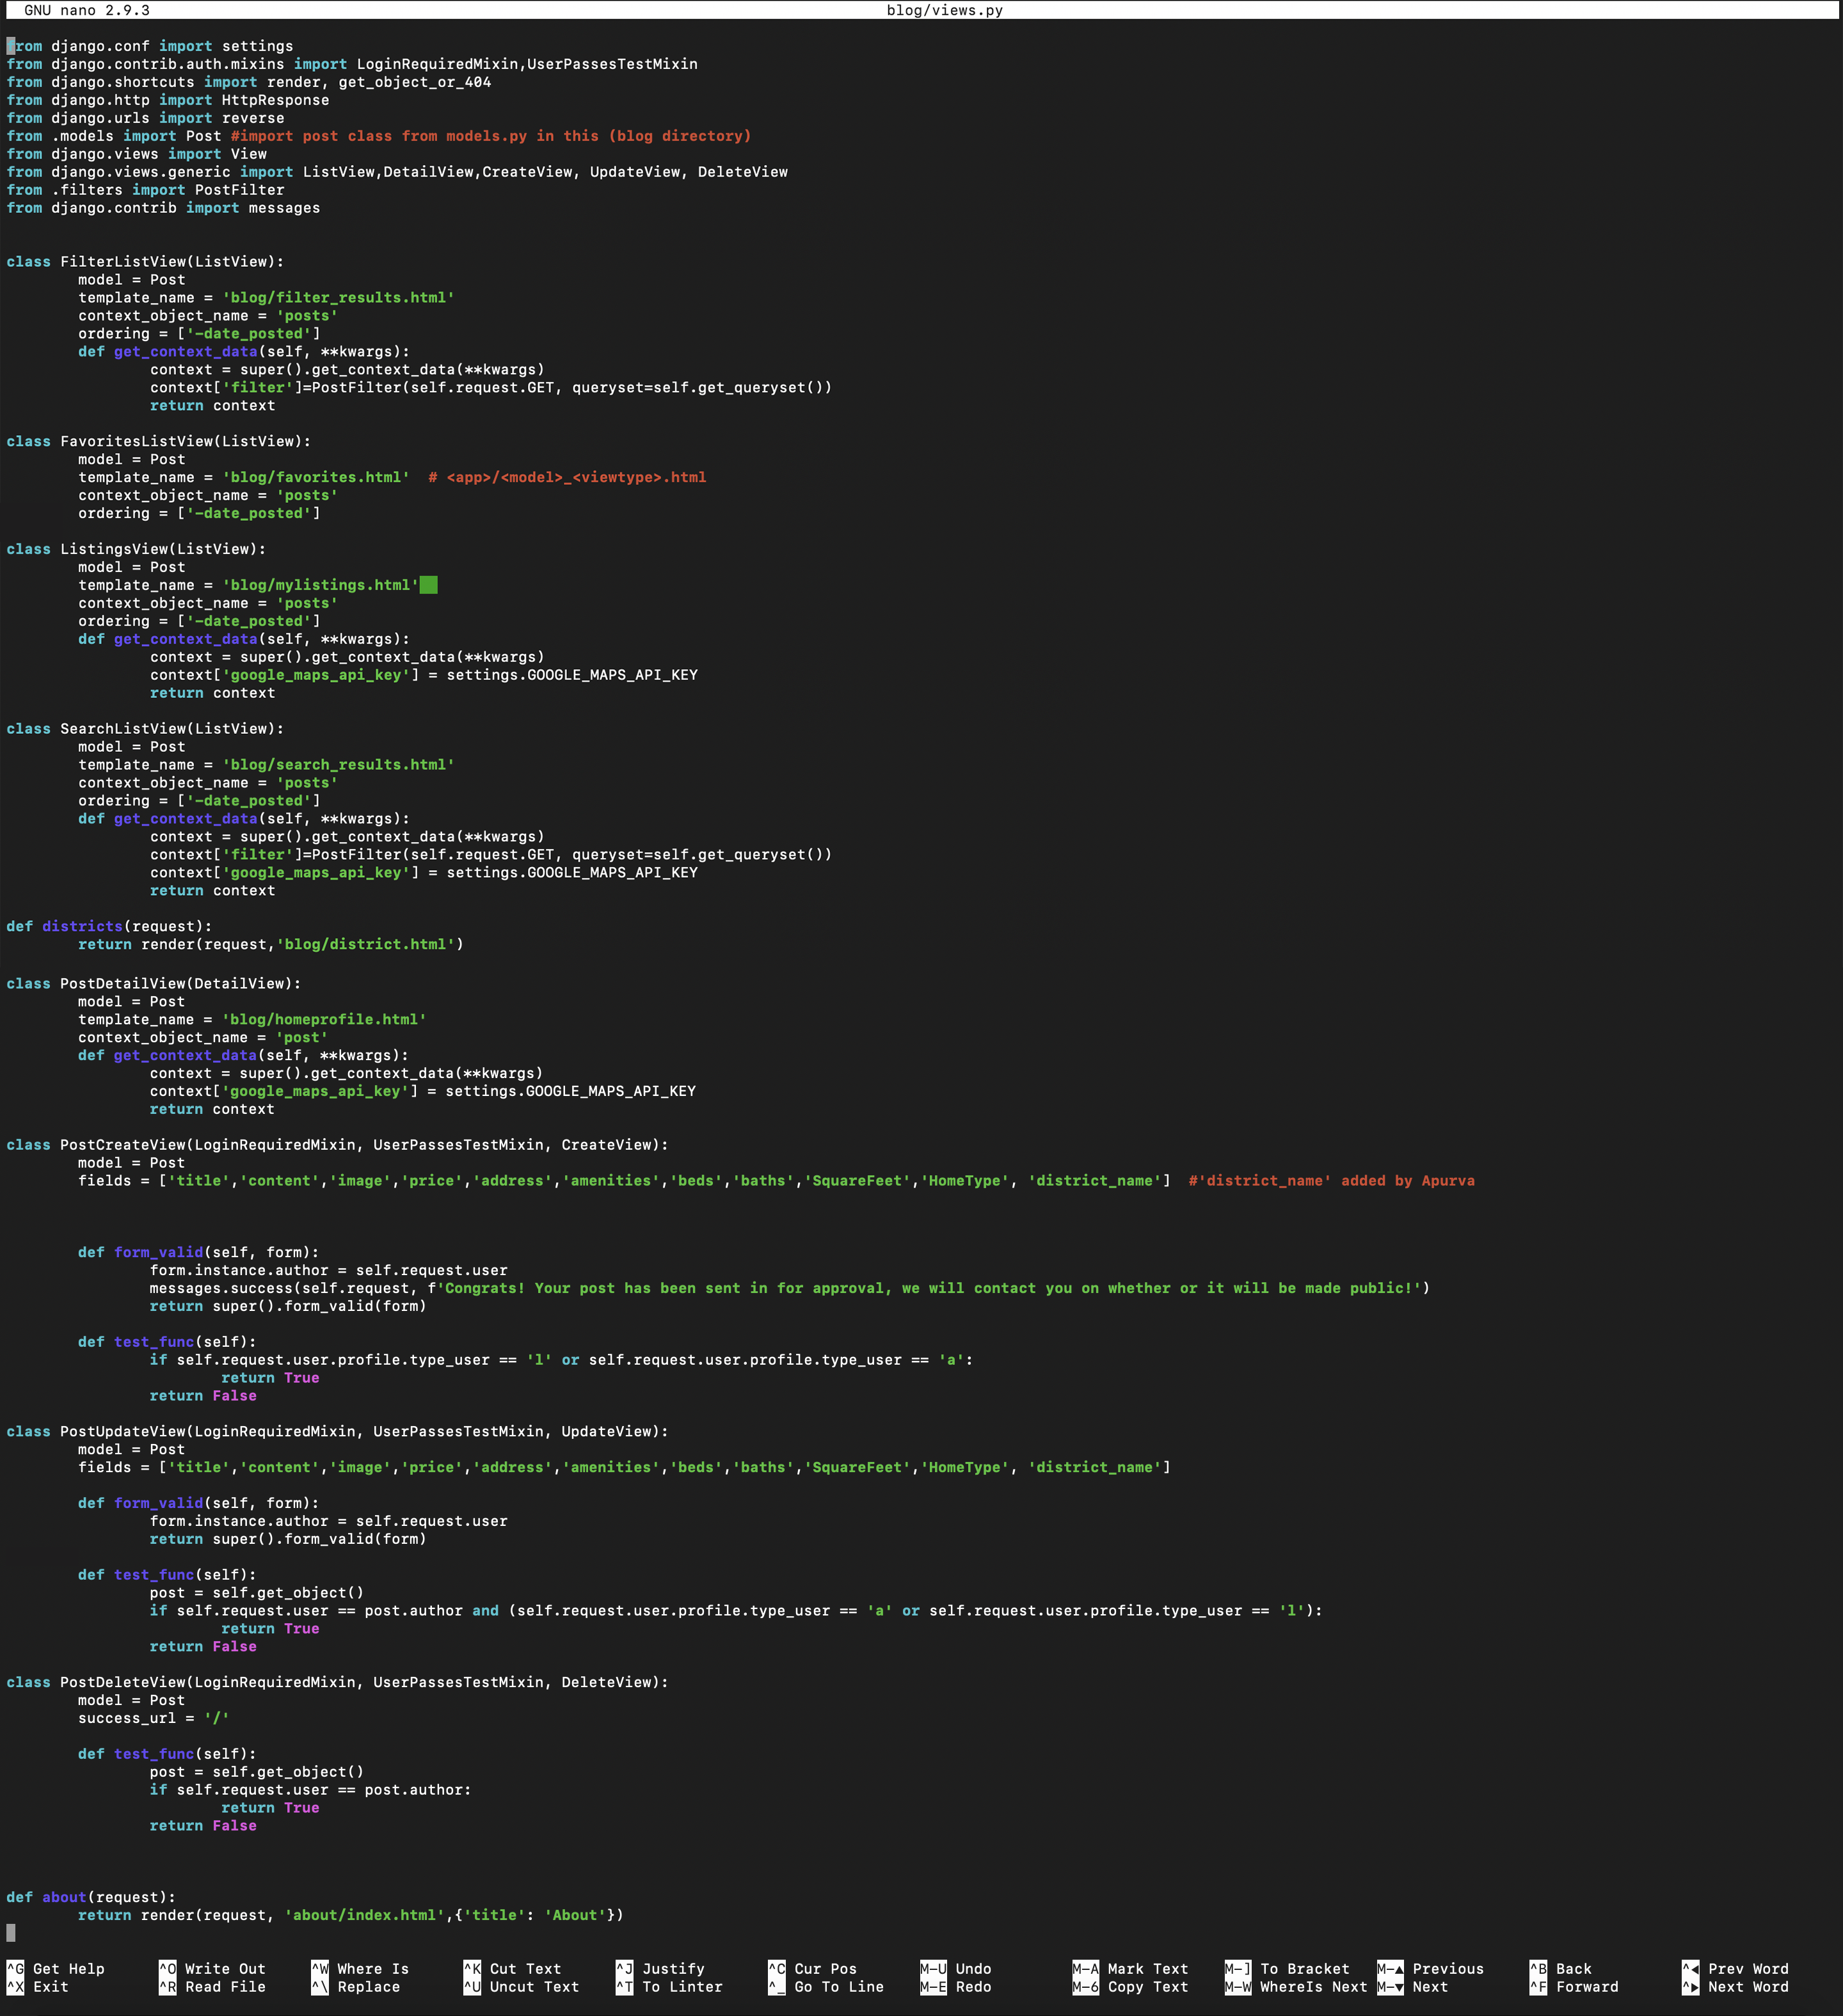 GNU nano 2.9.3 blog/views.py
from django.conf import settings
from django.contrib.auth.mixins import LoginRequiredMixin,UserPassesTestMixin
from django.shortcuts import render, get_object_or_404
from django.http import HttpResponse
from django.urls import reverse
from .models import Post #import post class from models.py in this (blog directory)
from django.views import View
from django.views.generic import ListView,DetailView,CreateView, UpdateView, DeleteView
from .filters import PostFilter
from django.contrib import messages
class FilterListView(ListView):
model = Post
template_name = 'blog/filter_results.html'
context_object_name = 'posts'
ordering = ['-date_posted']
def get_context_data(self, **kwargs):
context = super().get_context_data(**kwargs)
context['filter']=PostFilter(self.request.GET, queryset=self.get_queryset())
return context
class FavoritesListView(ListView):
model = Post
template_name = 'blog/favorites.html'  # <app>/<model>_<viewtype>.html
context_object_name = 'posts'
ordering = ['-date_posted']
class ListingsView(ListView):
model = Post
template_name = 'blog/mylistings.html'
context_object_name = 'posts'
ordering = ['-date_posted']
def get_context_data(self, **kwargs):
context = super().get_context_data(**kwargs)
context['google_maps_api_key'] = settings.GOOGLE_MAPS_API_KEY
return context
class SearchListView(ListView):
model = Post
template_name = 'blog/search_results.html'
context_object_name = 'posts'
ordering = ['-date_posted']
def get_context_data(self, **kwargs):
context = super().get_context_data(**kwargs)
context['filter']=PostFilter(self.request.GET, queryset=self.get_queryset())
context['google_maps_api_key'] = settings.GOOGLE_MAPS_API_KEY
return context
def districts(request):
return render(request,'blog/district.html')
class PostDetailView(DetailView):
model = Post
template_name = 'blog/homeprofile.html'
context_object_name = 'post'
def get_context_data(self, **kwargs):
context = super().get_context_data(**kwargs)
context['google_maps_api_key'] = settings.GOOGLE_MAPS_API_KEY
return context
class PostCreateView(LoginRequiredMixin, UserPassesTestMixin, CreateView):
model = Post
fields = ['title','content','image','price','address','amenities','beds','baths','SquareFeet','HomeType', 'district_name']  #'district_name' added by Apurva
def form_valid(self, form):
form.instance.author = self.request.user
messages.success(self.request, f'Congrats! Your post has been sent in for approval, we will contact you on whether or it will be made public!')
return super().form_valid(form)
def test_func(self):
if self.request.user.profile.type_user == 'l' or self.request.user.profile.type_user == 'a':
return True
return False
class PostUpdateView(LoginRequiredMixin, UserPassesTestMixin, UpdateView):
model = Post
fields = ['title','content','image','price','address','amenities','beds','baths','SquareFeet','HomeType', 'district_name']
def form_valid(self, form):
form.instance.author = self.request.user
return super().form_valid(form)
def test_func(self):
post = self.get_object()
if self.request.user == post.author and (self.request.user.profile.type_user == 'a' or self.request.user.profile.type_user == 'l'):
return True
return False
class PostDeleteView(LoginRequiredMixin, UserPassesTestMixin, DeleteView):
model = Post
success_url = '/'
def test_func(self):
post = self.get_object()
if self.request.user == post.author:
return True
return False
def about(request):
return render(request, 'about/index.html',{'title': 'About'})
^G Get Help ^O Write Out ^W Where Is ^K Cut Text ^J Justify ^C Cur Pos M-U Undo M-A Mark Text M-] To Bracket M-▲ Previous ^B Back ^◀ Prev Word
^X Exit ^R Read File ^\ Replace ^U Uncut Text ^T To Linter ^_ Go To Line M-E Redo M-6 Copy Text M-W WhereIs Next M-▼ Next ^F Forward ^▶ Next Word